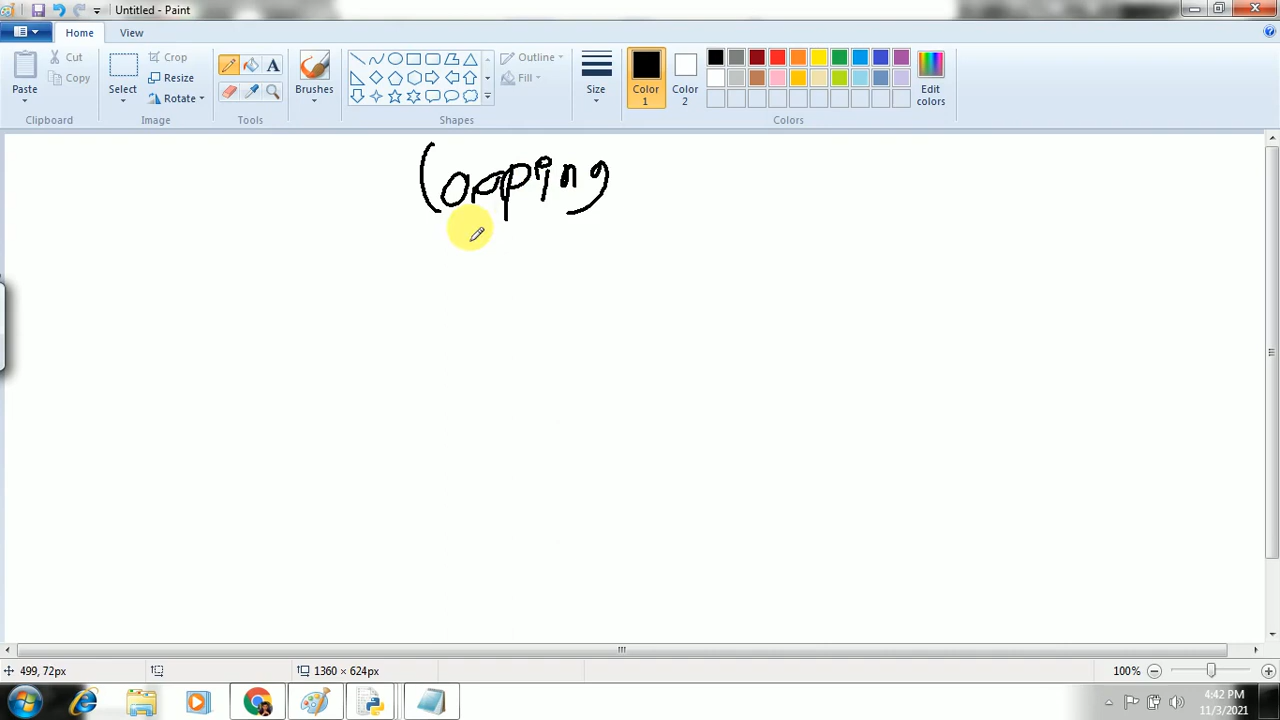 Untitled - Paint
Home
View
Paste
Cut
Copy
Clipboard
Select
Crop
Resize
Rotate
Image
A
Tools
Brushes
Outline
Fill
Shapes
Size
Color 1
Color 2
Edit colors
Colors
Looping
499, 72px
1360 × 624px
100%
4:42 PM
11/3/2021